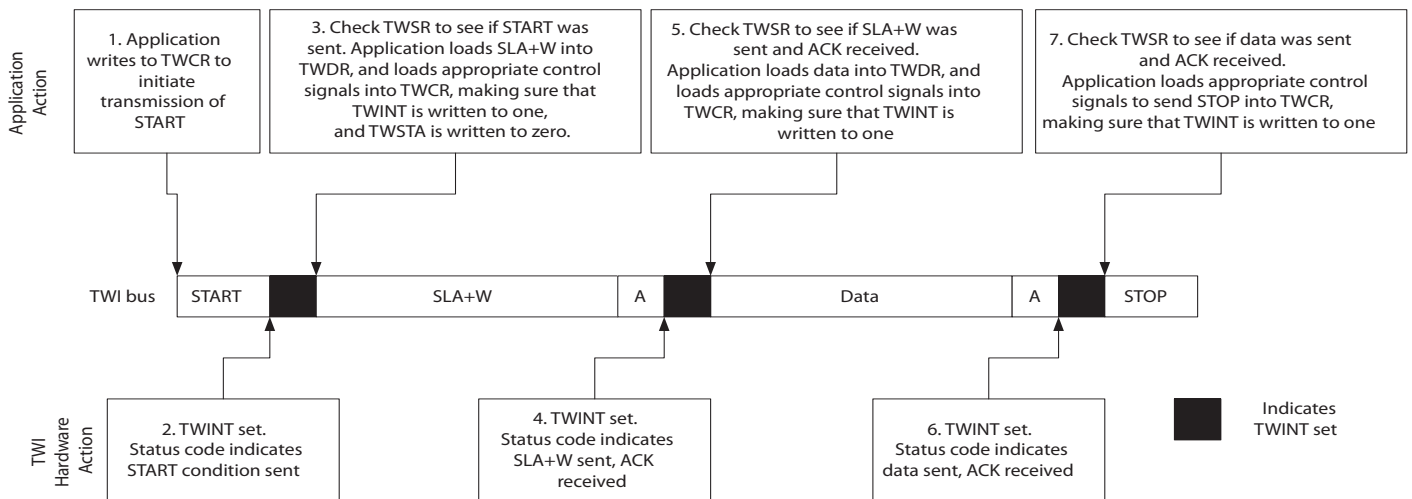 Application
Action
1. Application
writes to TWCR to
initiate
transmission of
START
3. Check TWSR to see if START was
sent. Application loads SLA+W into
TWDR, and loads appropriate control
signals into TWCR, making sure that
TWINT is written to one,
and TWSTA is written to zero.
5. Check TWSR to see if SLA+W was
sent and ACK received.
Application loads data into TWDR, and
loads appropriate control signals into
TWCR, making sure that TWINT is
written to one
7. Check TWSR to see if data was sent
and ACK received.
Application loads appropriate control
signals to send STOP into TWCR,
making sure that TWINT is written to one
TWI bus
START
SLA+W
A
Data
A
STOP
TWI
Hardware
Action
2. TWINT set.
Status code indicates
START condition sent
4. TWINT set.
Status code indicates
SLA+W sent, ACK
received
6. TWINT set.
Status code indicates
data sent, ACK received
Indicates
TWINT set